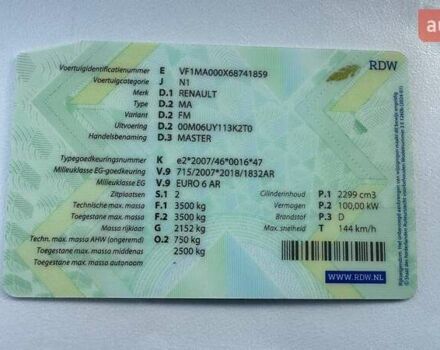 au
RDW
Voertuigidentificatienummer E VF1MA000X68741859
Voertuigcategorie J N1
Merk D.1 RENAULT
Type D.2 MA
Variant D.2 FM
Uitvoering D.2 00M06UY113K2T0
Handelsbenaming D.3 MASTER
Typegoedkeuringsnummer K e2*2007/46*0016*47
Milieuklasse EG-goedkeuring V.9 715/2007*2018/1832AR
Milieuklasse EG V.9 EURO 6 AR
Zitplaatsen S.1 2 Cilinderinhoud P.1 2299 cm3
Technische max. massa F.1 3500 kg Vermogen P.2 100,00 kW
Toegestane max. massa F.2 3500 kg Brandstof P.3 D
Massa rijklaar G 2152 kg Max. snelheid T 144 km/h
Techn. max. massa AHW (ongeremd) O.2 750 kg
Toegestane max. massa middenas 2500 kg
Toegestane max. massa autonoom
WWW.RDW.NL